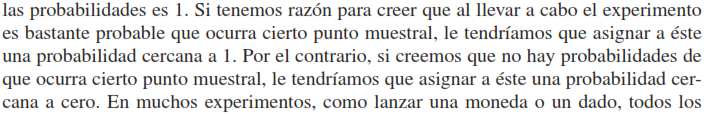 las probabilidades es 1. Si tenemos razón para creer que al llevar a cabo el experimento
es bastante probable que ocurra cierto punto muestral, le tendríamos que asignar a éste
una probabilidad cercana a 1. Por el contrario, si creemos que no hay probabilidades de
que ocurra cierto punto muestral, le tendríamos que asignar a éste una probabilidad cer-
cana a cero. En muchos experimentos, como lanzar una moneda o un dado, todos los